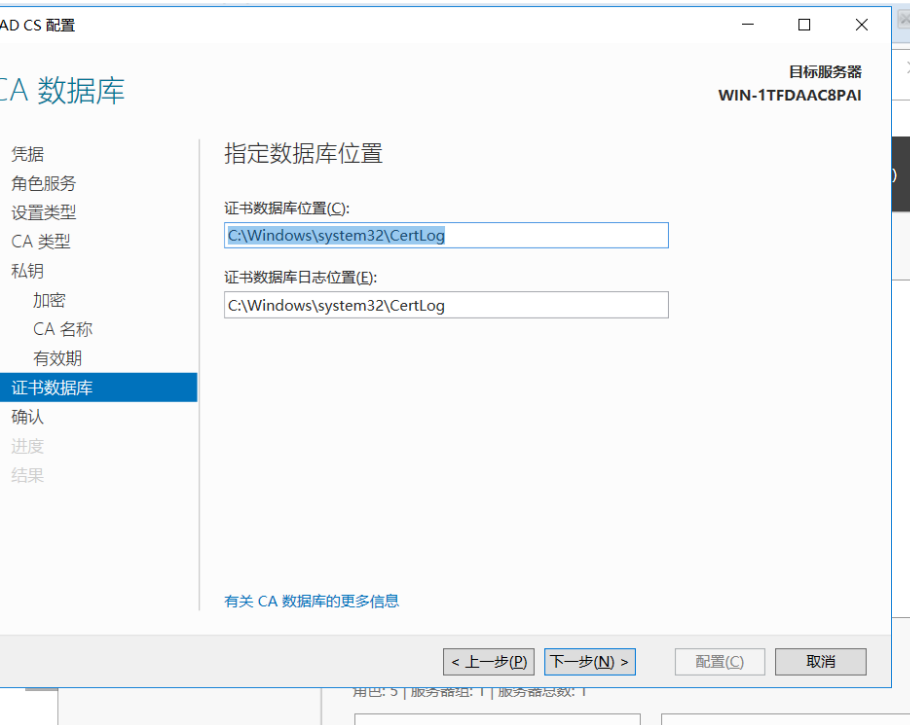 AD CS 配置
CA 数据库
目标服务器
WIN-1TFDAAC8PAI
凭据
角色服务
设置类型
CA 类型
私钥
加密
CA 名称
有效期
证书数据库
确认
进度
结果
指定数据库位置
证书数据库位置(C):
C:\Windows\system32\CertLog
证书数据库日志位置(E):
C:\Windows\system32\CertLog
有关 CA 数据库的更多信息
< 上一步(P)
下一步(N) >
配置(C)
取消
角色: 5 | 服务器组: 1 | 服务器总数: 1